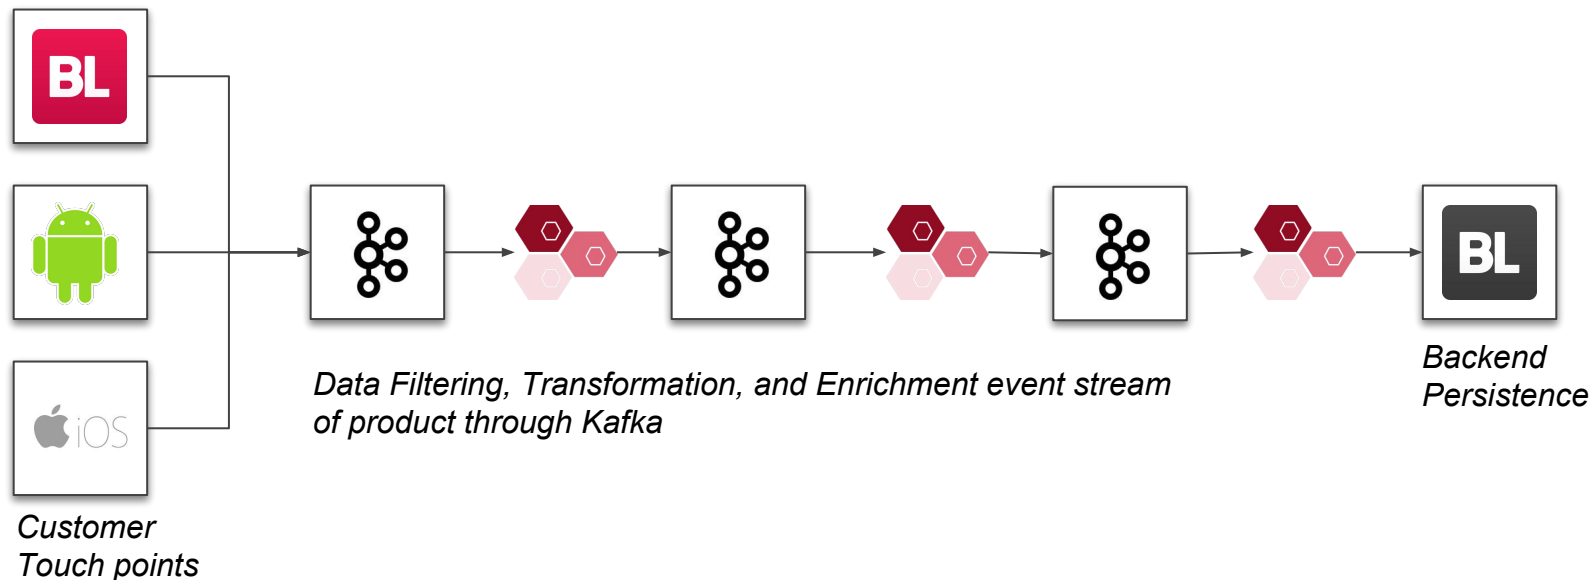 BL
iOS
BL
Data Filtering, Transformation, and Enrichment event stream
of product through Kafka
Backend
Persistence
Customer
Touch points